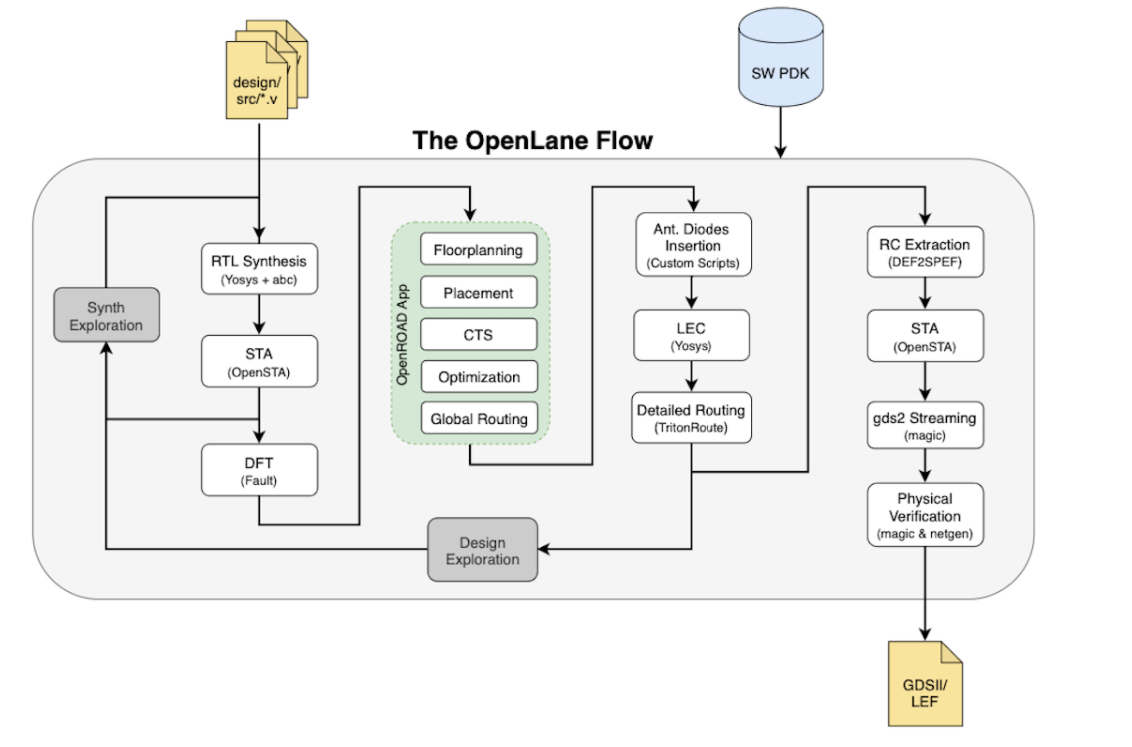 design/
src/*.v
SW PDK
The OpenLane Flow
RTL Synthesis
(Yosys + abc)
Synth
Exploration
STA
(OpenSTA)
DFT
(Fault)
OpenROAD App
Floorplanning
Placement
CTS
Optimization
Global Routing
Design
Exploration
Ant. Diodes
Insertion
(Custom Scripts)
LEC
(Yosys)
Detailed Routing
(TritonRoute)
RC Extraction
(DEF2SPEF)
STA
(OpenSTA)
gds2 Streaming
(magic)
Physical
Verification
(magic & netgen)
GDSII/
LEF